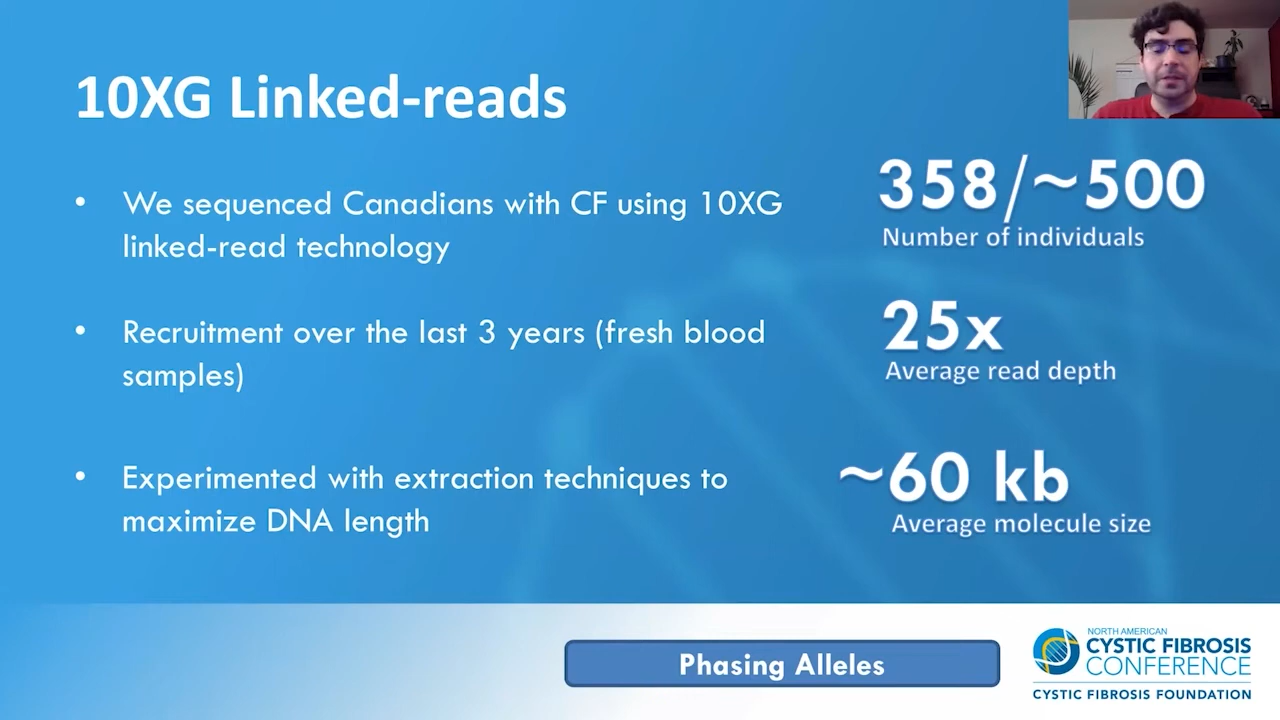 10XG Linked-reads
• We sequenced Canadians with CF using 10XG
linked-read technology
358/~500
Number of individuals
• Recruitment over the last 3 years (fresh blood
samples)
25x
Average read depth
• Experimented with extraction techniques to
maximize DNA length
~60 kb
Average molecule size
Phasing Alleles
NORTH AMERICAN
CYSTIC FIBROSIS
CONFERENCE
CYSTIC FIBROSIS FOUNDATION